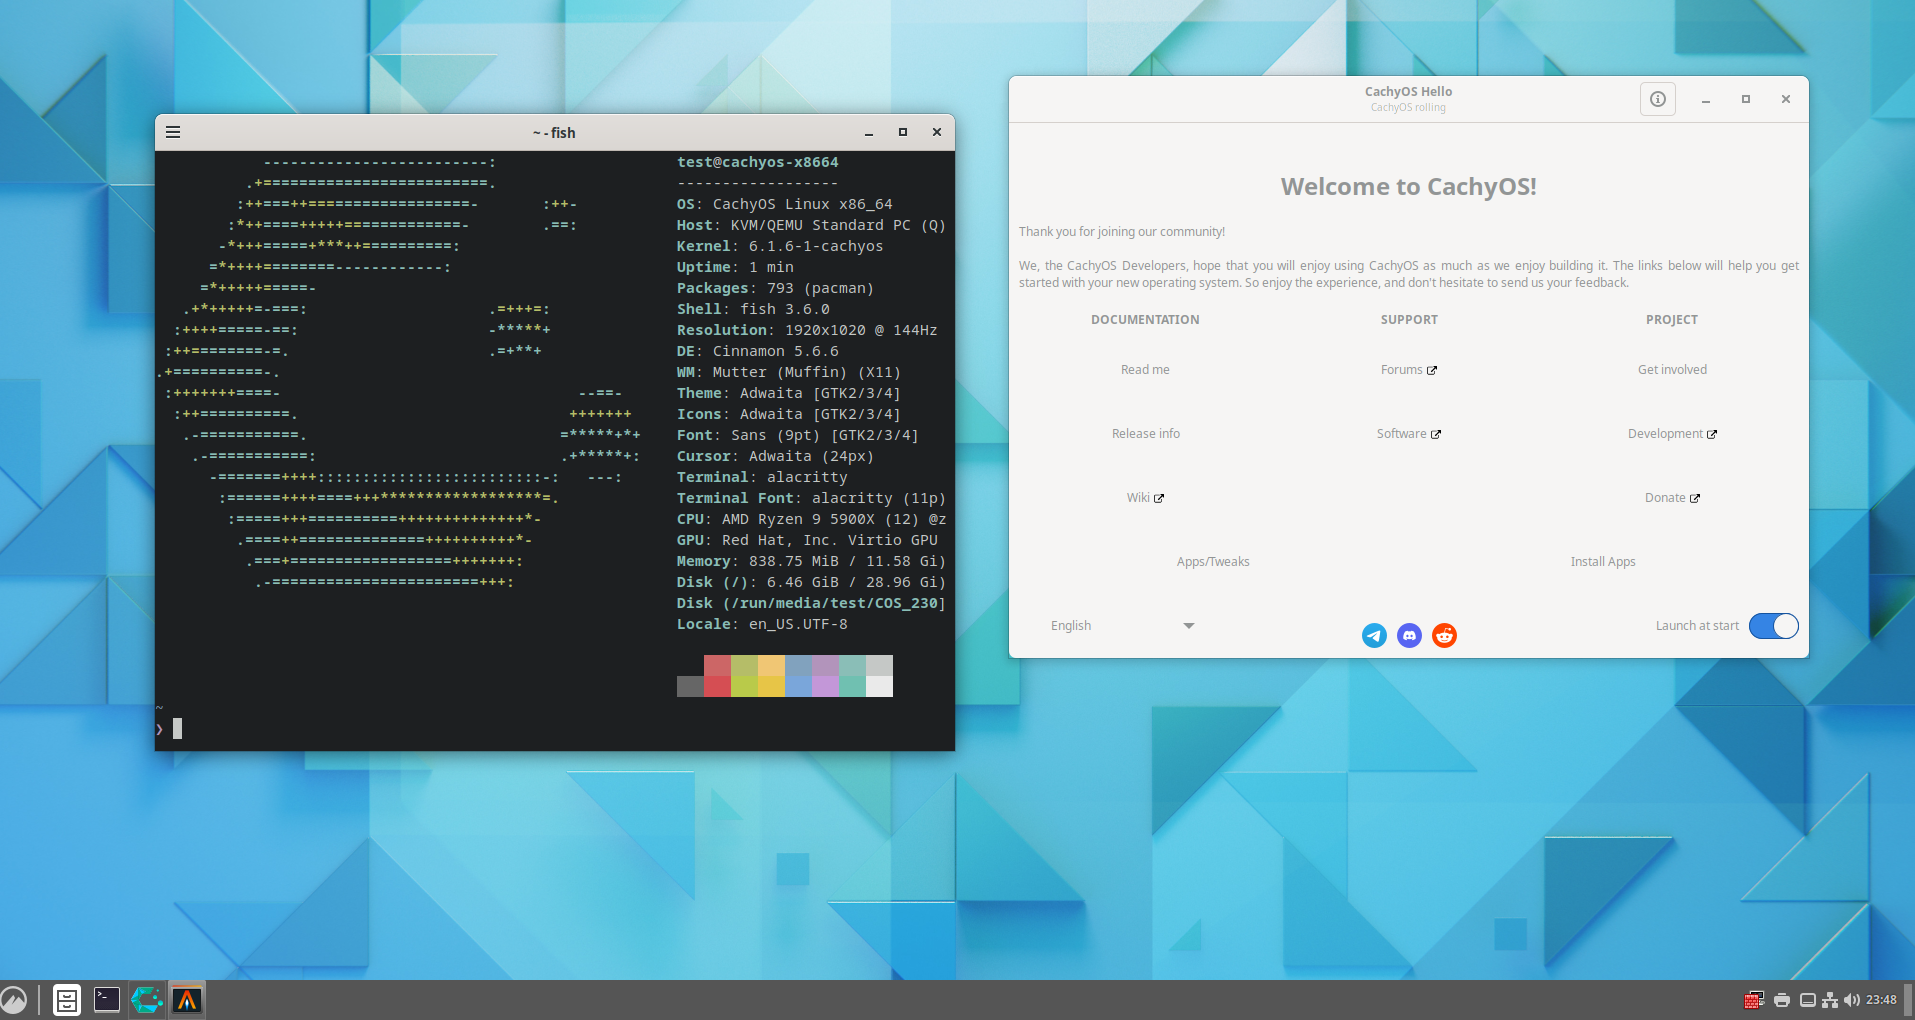 ~ - fish
test@cachyos-x8664
------------------
OS: CachyOS Linux x86_64
Host: KVM/QEMU Standard PC (Q)
Kernel: 6.1.6-1-cachyos
Uptime: 1 min
Packages: 793 (pacman)
Shell: fish 3.6.0
Resolution: 1920x1020 @ 144Hz
DE: Cinnamon 5.6.6
WM: Mutter (Muffin) (X11)
Theme: Adwaita [GTK2/3/4]
Icons: Adwaita [GTK2/3/4]
Font: Sans (9pt) [GTK2/3/4]
Cursor: Adwaita (24px)
Terminal: alacritty
Terminal Font: alacritty (11p)
CPU: AMD Ryzen 9 5900X (12) @z
GPU: Red Hat, Inc. Virtio GPU
Memory: 838.75 MiB / 11.58 Gi)
Disk (/): 6.46 GiB / 28.96 Gi)
Disk (/run/media/test/COS_230]
Locale: en_US.UTF-8
~
❯
CachyOS Hello
CachyOS rolling
Welcome to CachyOS!
Thank you for joining our community!
We, the CachyOS Developers, hope that you will enjoy using CachyOS as much as we enjoy building it. The links below will help you get
started with your new operating system. So enjoy the experience, and don't hesitate to send us your feedback.
DOCUMENTATION SUPPORT PROJECT
Read me Forums Get involved
Release info Software Development
Wiki Donate
Apps/Tweaks Install Apps
English Launch at start
23:48